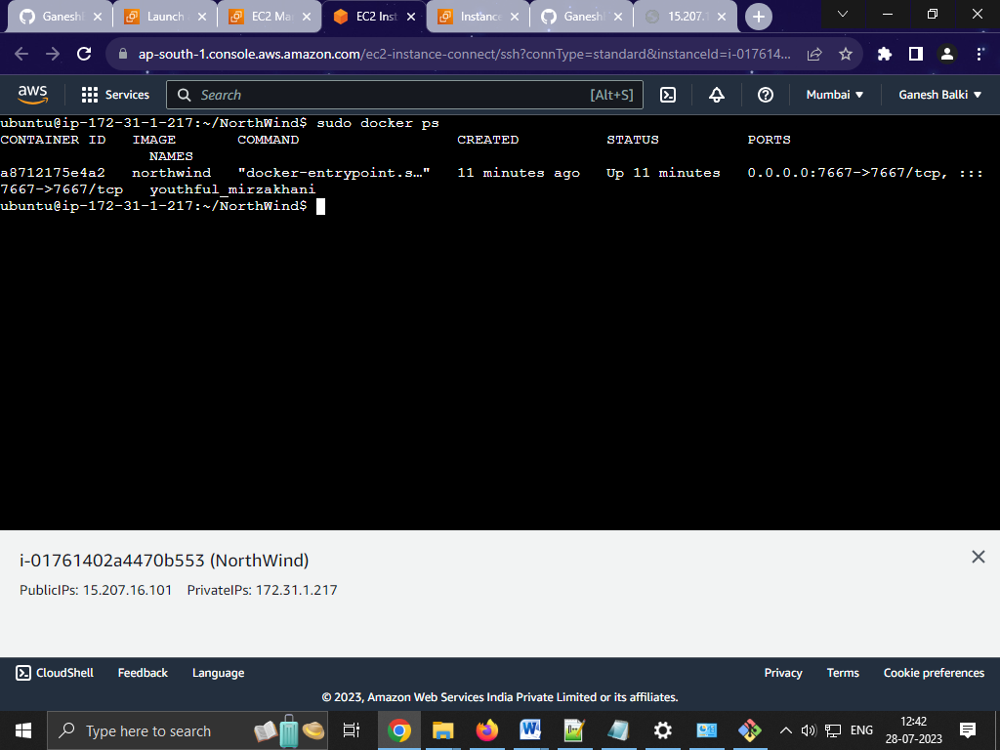 Ganesh
Launch
EC2 Ma
EC2 Inst
Instance
Ganesh
15.207.1
ap-south-1.console.aws.amazon.com/ec2-instance-connect/ssh?connType=standard&instanceId=i-017614...
aws
Services
Search
[Alt+S]
Mumbai
Ganesh Balki
ubuntu@ip-172-31-1-217:~/NorthWind$ sudo docker ps
CONTAINER ID IMAGE COMMAND CREATED STATUS PORTS
NAMES
a8712175e4a2 northwind "docker-entrypoint.s…" 11 minutes ago Up 11 minutes 0.0.0.0:7667->7667/tcp, :::
7667->7667/tcp youthful_mirzakhani
ubuntu@ip-172-31-1-217:~/NorthWind$
i-01761402a4470b553 (NorthWind)
PublicIPs: 15.207.16.101 PrivateIPs: 172.31.1.217
CloudShell
Feedback
Language
Privacy
Terms
Cookie preferences
© 2023, Amazon Web Services India Private Limited or its affiliates.
Type here to search
ENG
12:42
28-07-2023